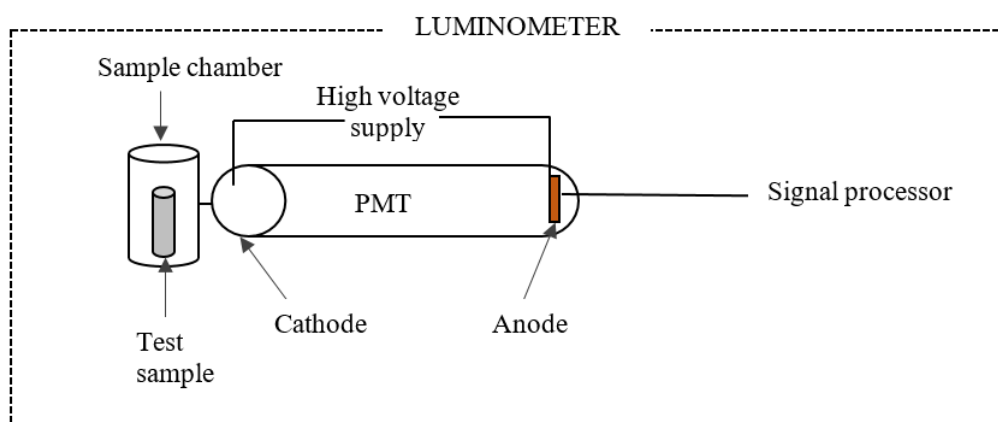 LUMINOMETER
Sample chamber
High voltage
supply
PMT
Signal processor
Cathode
Anode
Test
sample